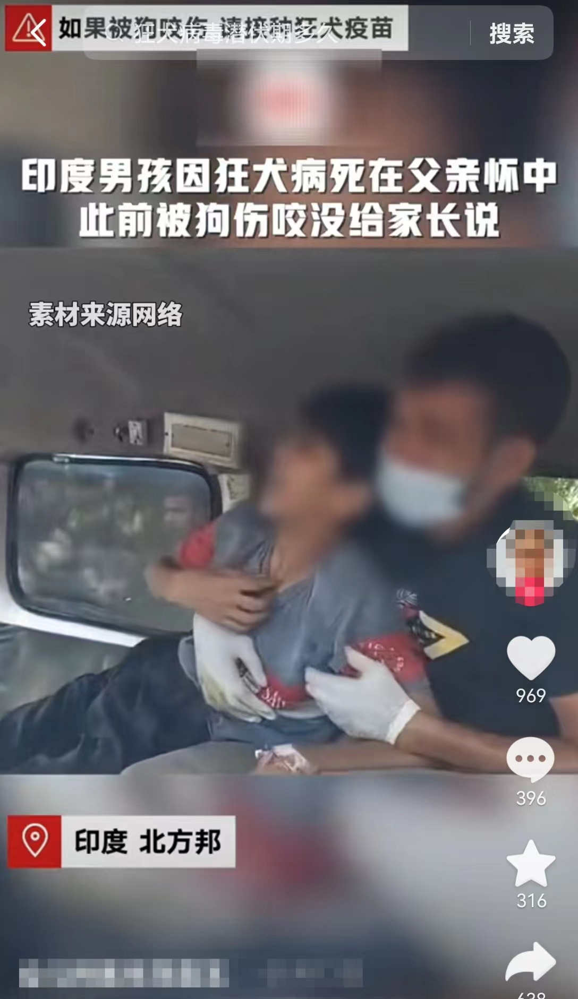 如果被狗咬伤 请接种狂犬疫苗
狂犬病毒潜伏期多久
搜索
印度男孩因狂犬病死在父亲怀中
此前被狗伤咬没给家长说
素材来源网络
969
396
印度 北方邦
316
638